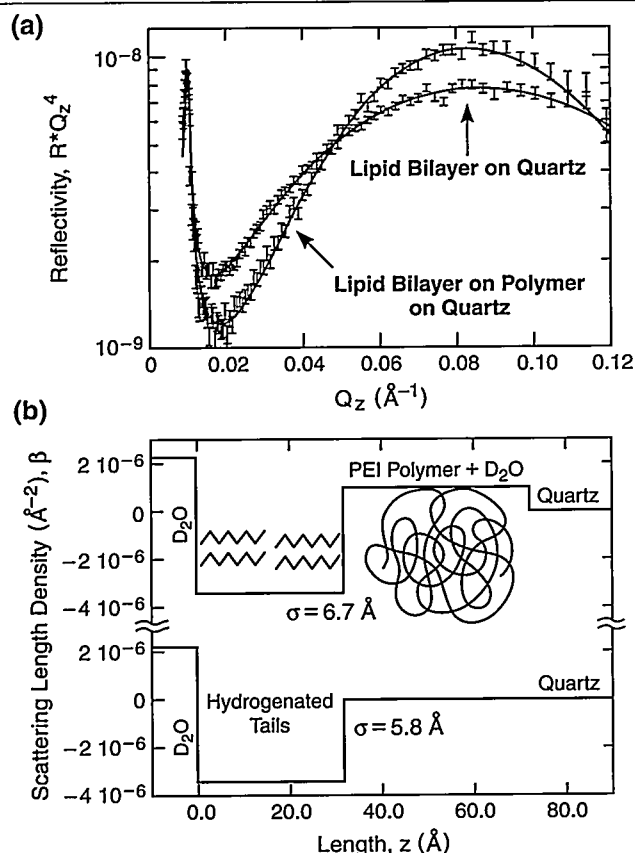 (a)
10⁻⁸
10⁻⁹
Reflectivity, R*Q_z⁴
Lipid Bilayer on Quartz
Lipid Bilayer on Polymer
on Quartz
0 0.02 0.04 0.06 0.08 0.10 0.12
Q_z (Å⁻¹)
(b)
Scattering Length Density (Å⁻²), β
2 10⁻⁶
0
−2 10⁻⁶
−4 10⁻⁶
D₂O
PEI Polymer + D₂O
Quartz
σ = 6.7 Å
2 10⁻⁶
0
−2 10⁻⁶
−4 10⁻⁶
D₂O
Hydrogenated
Tails
Quartz
σ = 5.8 Å
0.0 20.0 40.0 60.0 80.0
Length, z (Å)